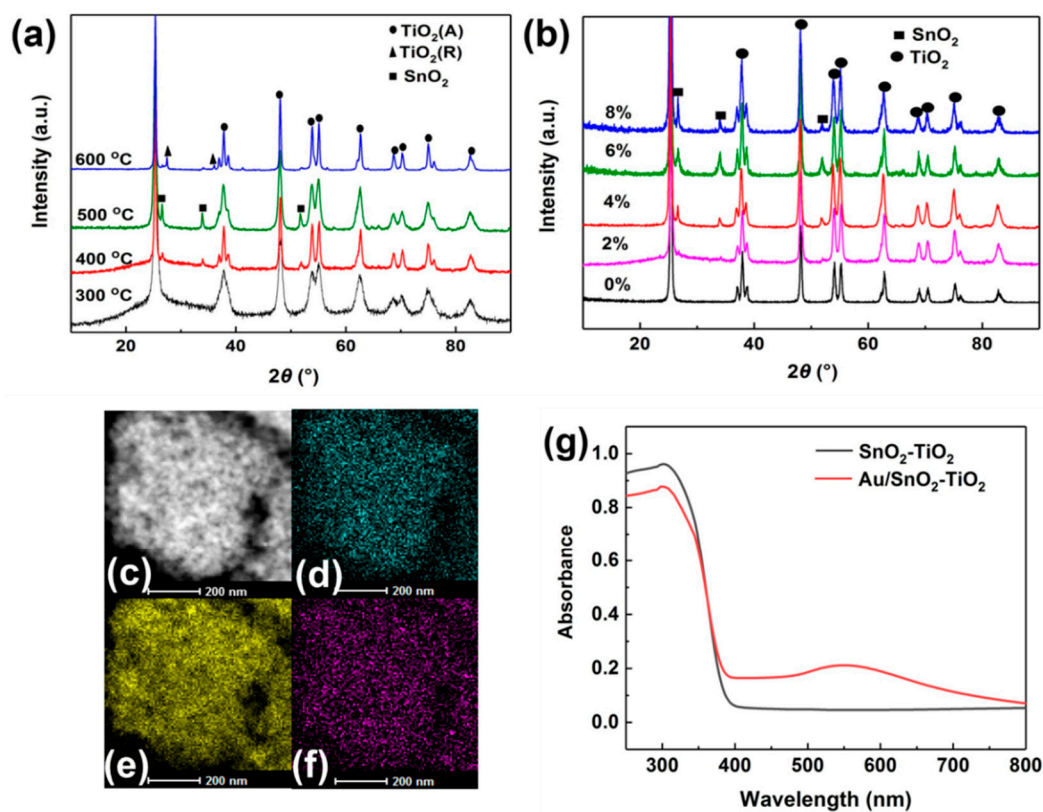 (a)
TiO2(A)
TiO2(R)
SnO2
600 °C
500 °C
400 °C
300 °C
Intensity (a.u.)
20 40 60 80
2θ (°)
(b)
SnO2
TiO2
8%
6%
4%
2%
0%
Intensity (a.u.)
20 40 60 80
2θ (°)
(c)
200 nm
(d)
200 nm
(e)
200 nm
(f)
200 nm
(g)
SnO2-TiO2
Au/SnO2-TiO2
1.0
0.8
0.6
0.4
0.2
0.0
Absorbance
300 400 500 600 700 800
Wavelength (nm)